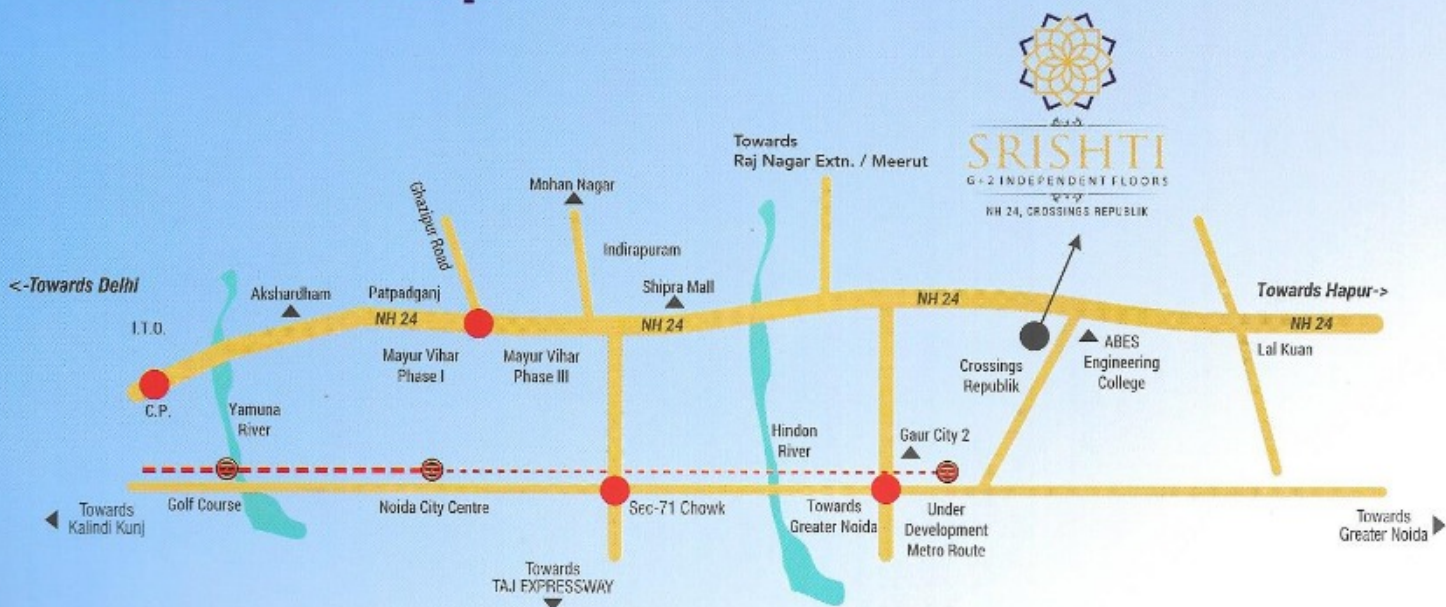 SRISHTI
G+2 INDEPENDENT FLOORS
NH 24, CROSSINGS REPUBLIK
Towards
Raj Nagar Extn. / Meerut
Mohan Nagar
Ghazipur Road
Indirapuram
<-Towards Delhi
Akshardham
Patpadganj
Shipra Mall
NH 24
Towards Hapur->
I.T.O.
NH 24
NH 24
NH 24
Mayur Vihar
Phase I
Mayur Vihar
Phase III
Crossings
Republik
ABES
Engineering
College
Lal Kuan
C.P.
Yamuna
River
Hindon
River
Gaur City 2
Towards
Kalindi Kunj
Golf Course
Noida City Centre
Sec-71 Chowk
Towards
Greater Noida
Under
Development
Metro Route
Towards
Greater Noida
Towards
TAJ EXPRESSWAY